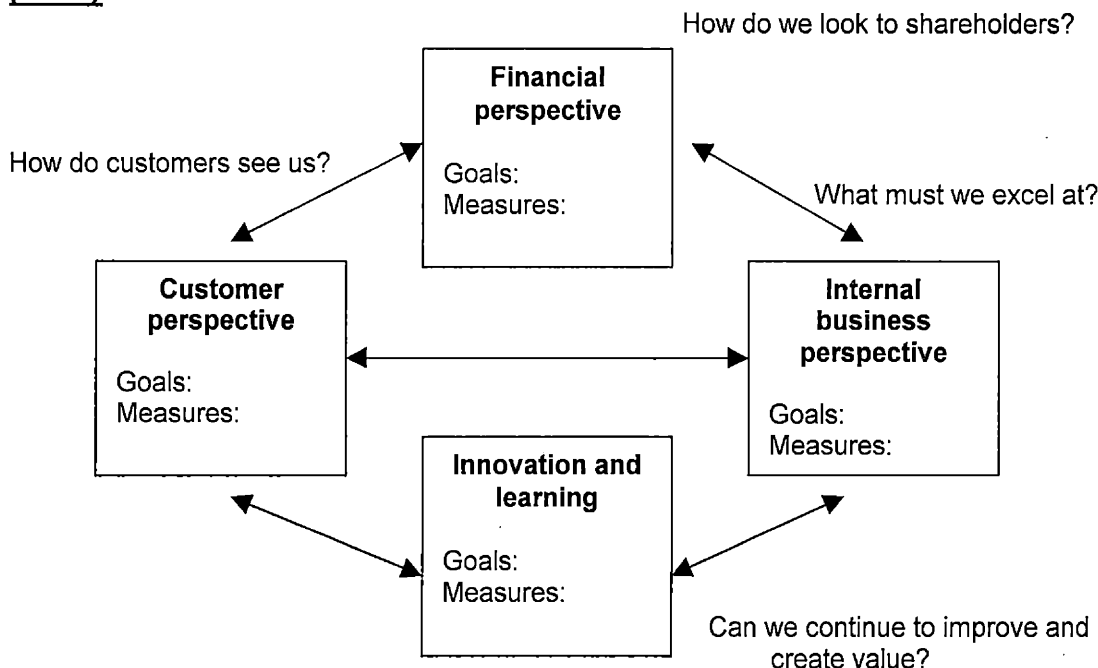 How do we look to shareholders?
Financial
perspective
Goals:
Measures:
How do customers see us?
What must we excel at?
Customer
perspective
Goals:
Measures:
Internal
business
perspective
Goals:
Measures:
Innovation and
learning
Goals:
Measures:
Can we continue to improve and
create value?